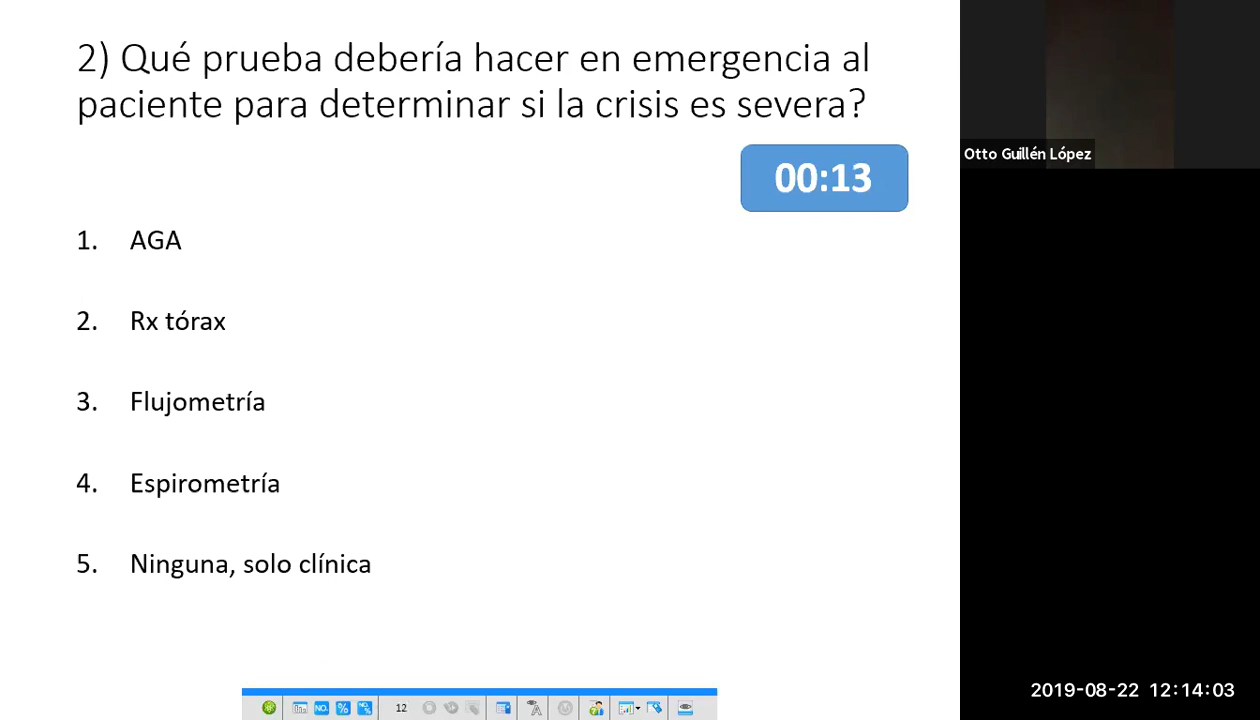 2) Qué prueba debería hacer en emergencia al
paciente para determinar si la crisis es severa?
00:13
Otto Guillén López
1. AGA
2. Rx tórax
3. Flujometría
4. Espirometría
5. Ninguna, solo clínica
NO. % 12
2019-08-22 12:14:03